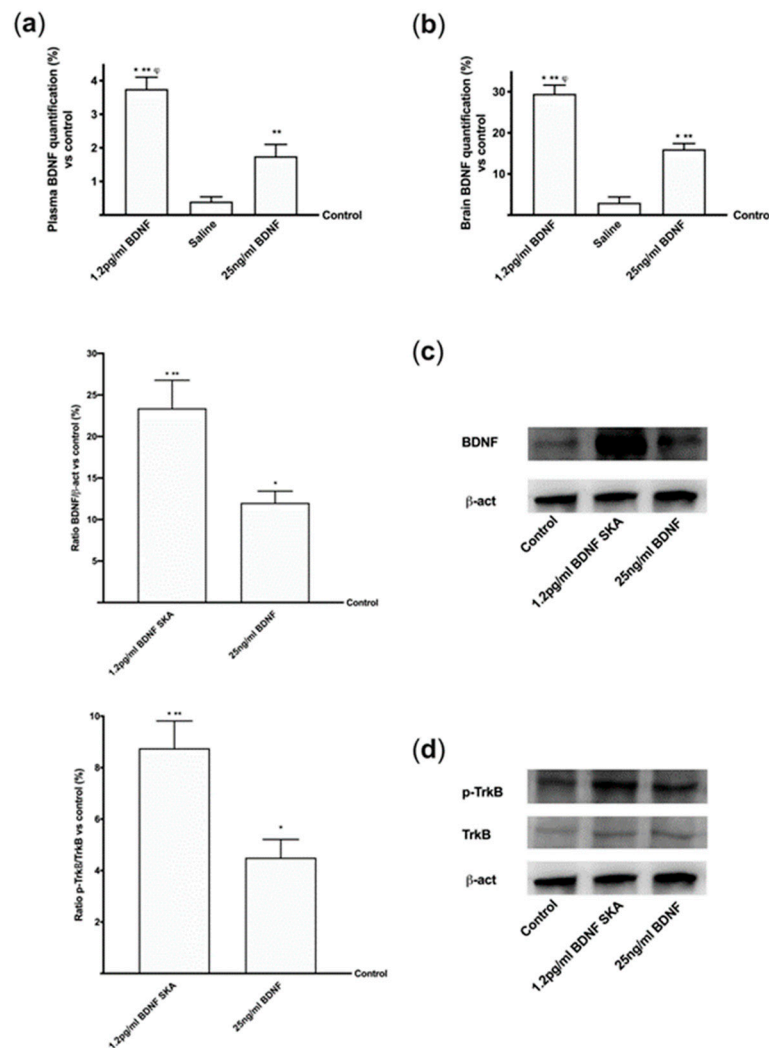 (a)
Plasma BDNF quantification (%)
vs control
4
3
2
1
* ** φ
**
Control
1.2pg/ml BDNF
Saline
25ng/ml BDNF
(b)
Brain BDNF quantification (%)
vs control
30
20
10
* ** φ
* **
Control
1.2pg/ml BDNF
Saline
25ng/ml BDNF
Ratio BDNF/β-act vs control (%)
30
25
20
15
10
5
* **
*
Control
1.2pg/ml BDNF SKA
25ng/ml BDNF
(c)
BDNF
β-act
Control
1.2pg/ml BDNF SKA
25ng/ml BDNF
Ratio p-TrkB/TrkB vs control (%)
10
8
6
4
2
* **
*
Control
1.2pg/ml BDNF SKA
25ng/ml BDNF
(d)
p-TrkB
TrkB
β-act
Control
1.2pg/ml BDNF SKA
25ng/ml BDNF